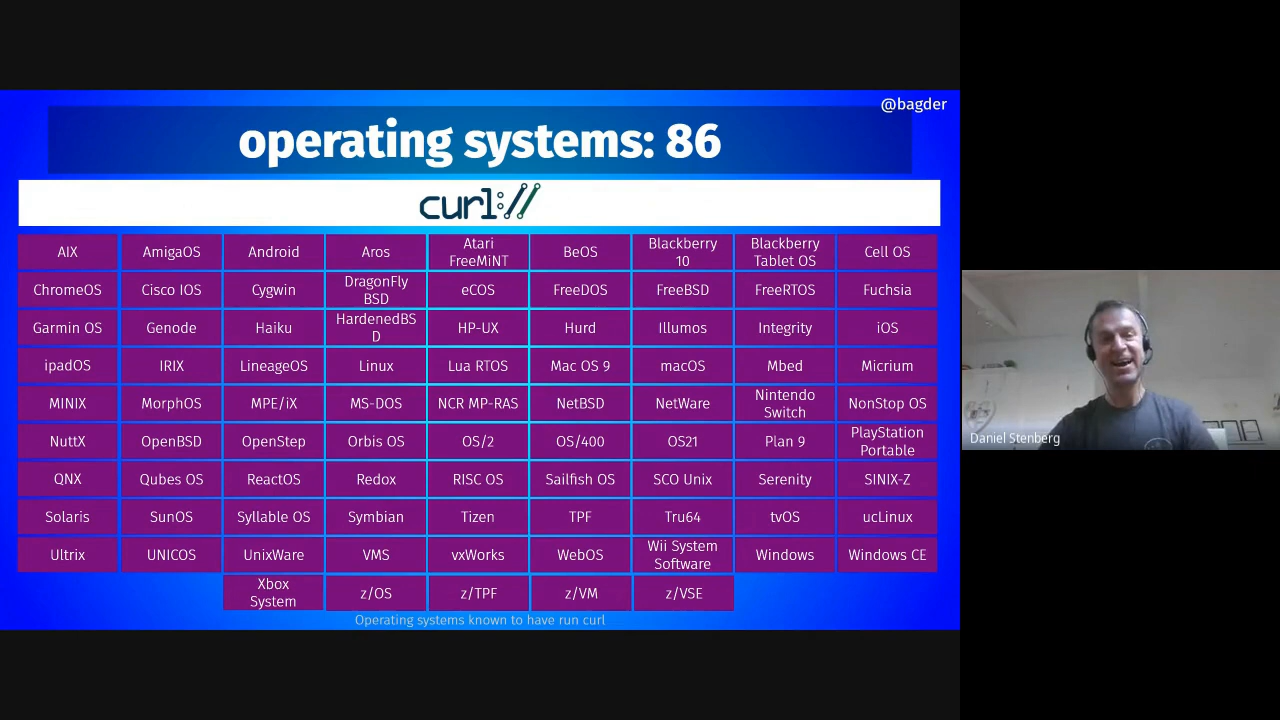 @bagder
operating systems: 86
curl://
AIX
AmigaOS
Android
Aros
Atari
FreeMiNT
BeOS
Blackberry
10
Blackberry
Tablet OS
Cell OS
ChromeOS
Cisco IOS
Cygwin
DragonFly
BSD
eCOS
FreeDOS
FreeBSD
FreeRTOS
Fuchsia
Garmin OS
Genode
Haiku
HardenedBS
D
HP-UX
Hurd
Illumos
Integrity
iOS
ipadOS
IRIX
LineageOS
Linux
Lua RTOS
Mac OS 9
macOS
Mbed
Micrium
MINIX
MorphOS
MPE/iX
MS-DOS
NCR MP-RAS
NetBSD
NetWare
Nintendo
Switch
NonStop OS
NuttX
OpenBSD
OpenStep
Orbis OS
OS/2
OS/400
OS21
Plan 9
PlayStation
Portable
QNX
Qubes OS
ReactOS
Redox
RISC OS
Sailfish OS
SCO Unix
Serenity
SINIX-Z
Solaris
SunOS
Syllable OS
Symbian
Tizen
TPF
Tru64
tvOS
ucLinux
Ultrix
UNICOS
UnixWare
VMS
vxWorks
WebOS
Wii System
Software
Windows
Windows CE
Xbox
System
z/OS
z/TPF
z/VM
z/VSE
Operating systems known to have run curl
Daniel Stenberg